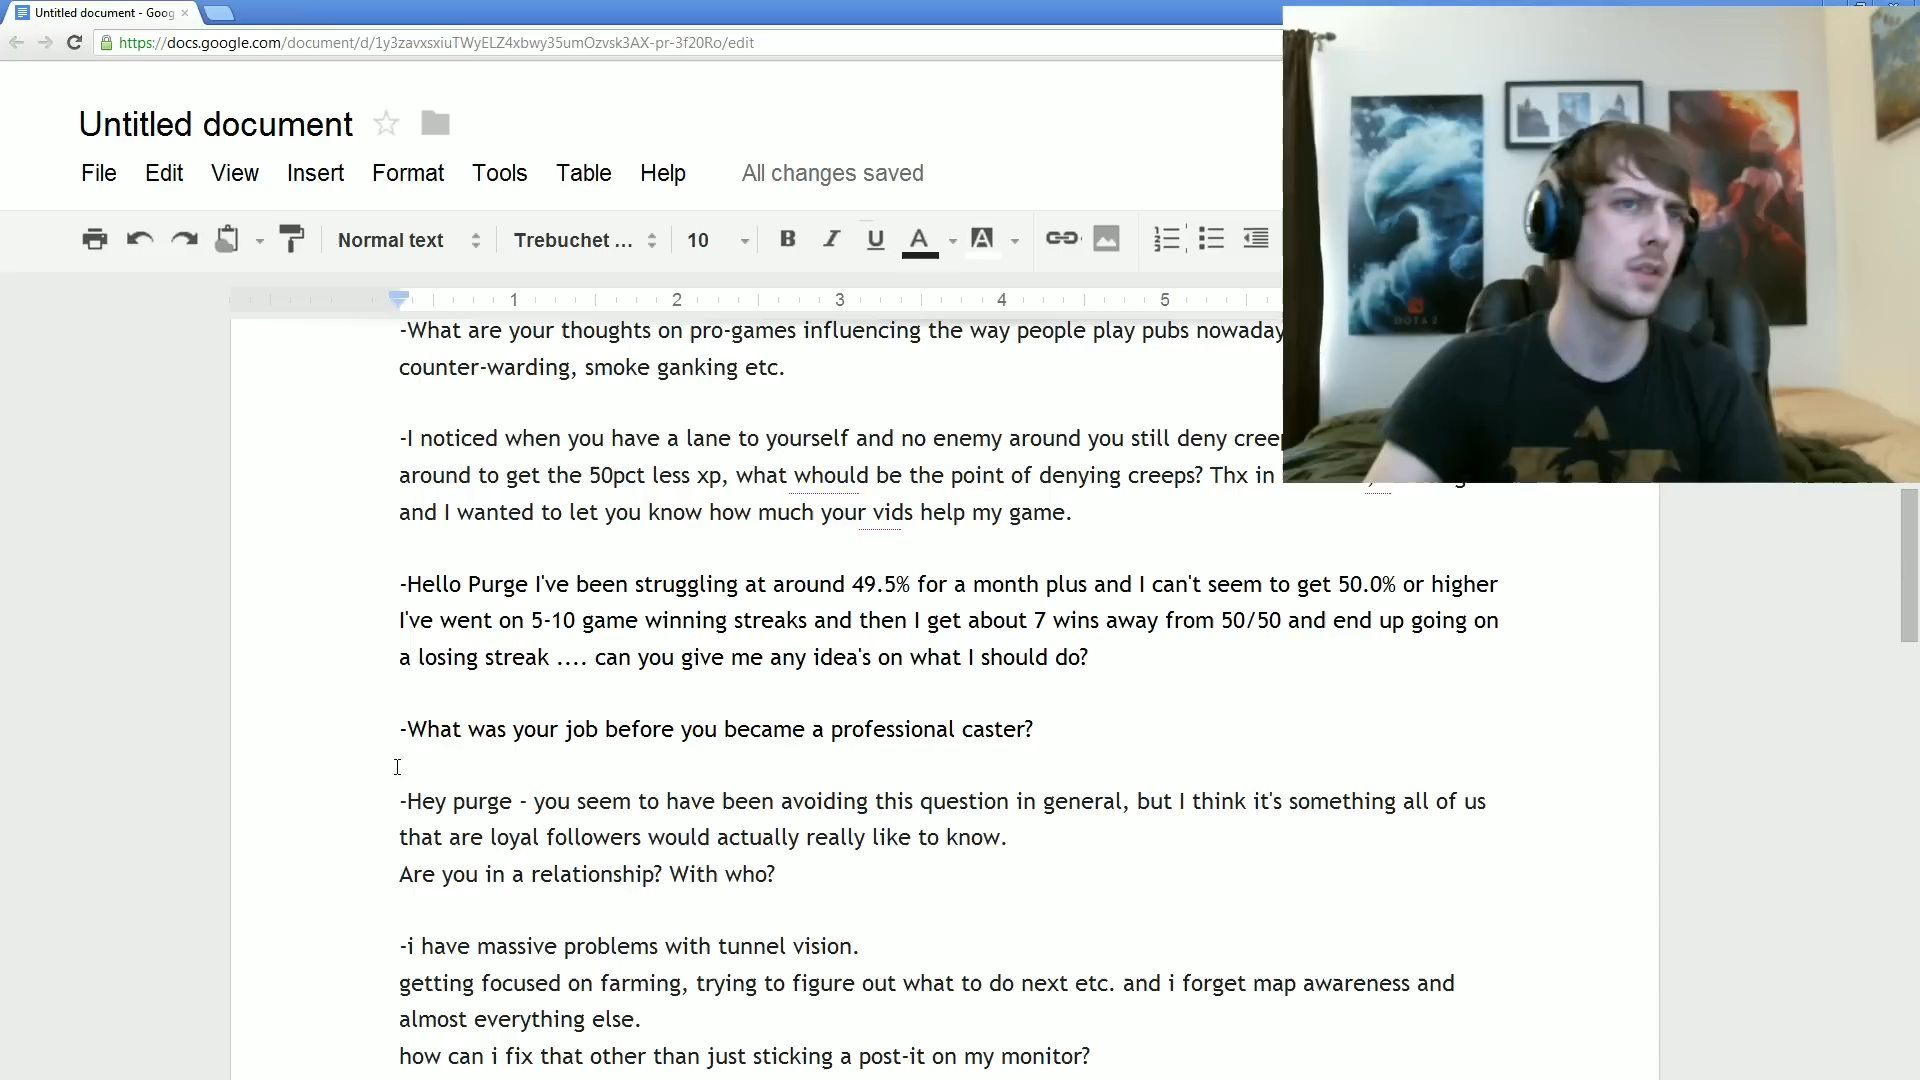 Untitled document - Goog
https://docs.google.com/document/d/1y3zavxsxiuTWyELZ4xbwy35umOzvsk3AX-pr-3f20Ro/edit
Untitled document
File Edit View Insert Format Tools Table Help All changes saved
Normal text Trebuchet ... 10 B I U A A
1 2 3 4 5
-What are your thoughts on pro-games influencing the way people play pubs
counter-warding, smoke ganking etc.
-I noticed when you have a lane to yourself and no enemy around you still deny
around to get the 50pct less xp, what whould be the point of denying creeps? Thx in
and I wanted to let you know how much your vids help my game.
-Hello Purge I've been struggling at around 49.5% for a month plus and I can't seem to get 50.0% or higher
I've went on 5-10 game winning streaks and then I get about 7 wins away from 50/50 and end up going on
a losing streak .... can you give me any idea's on what I should do?
-What was your job before you became a professional caster?
-Hey purge - you seem to have been avoiding this question in general, but I think it's something all of us
that are loyal followers would actually really like to know.
Are you in a relationship? With who?
-i have massive problems with tunnel vision.
getting focused on farming, trying to figure out what to do next etc. and i forget map awareness and
almost everything else.
how can i fix that other than just sticking a post-it on my monitor?
DOTA 2